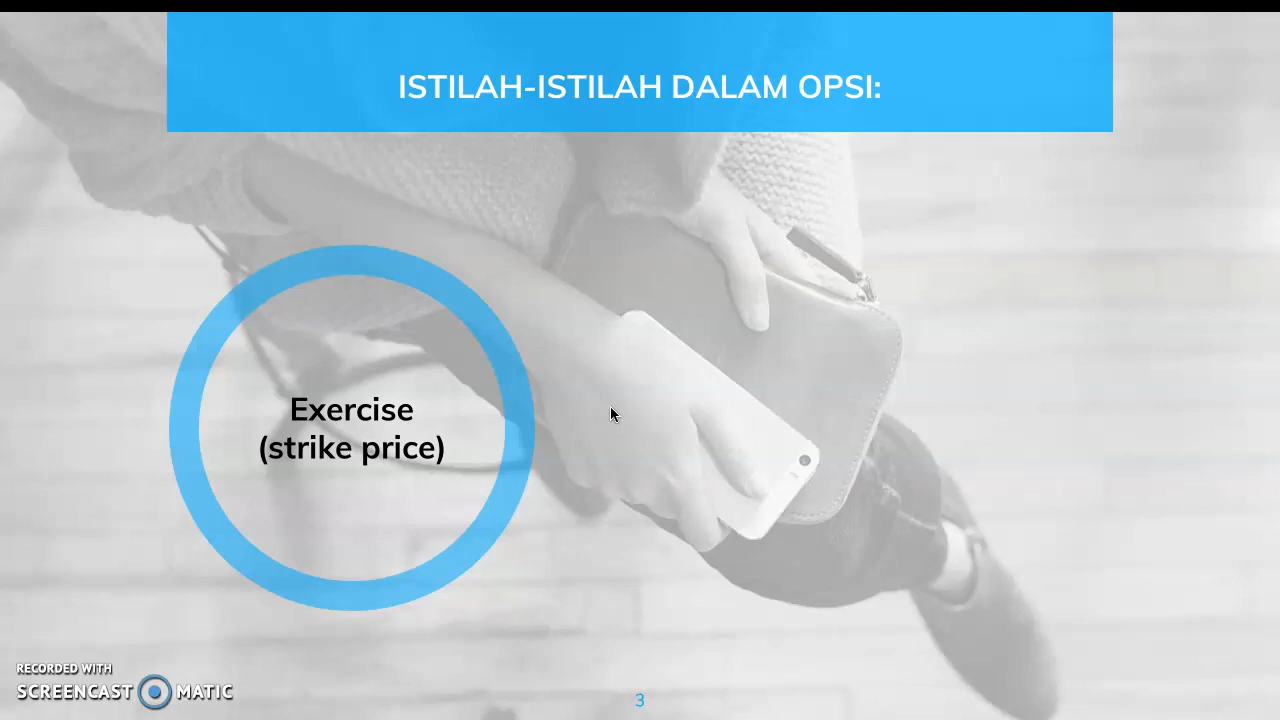 ISTILAH-ISTILAH DALAM OPSI:
Exercise
(strike price)
RECORDED WITH
SCREENCAST MATIC
3